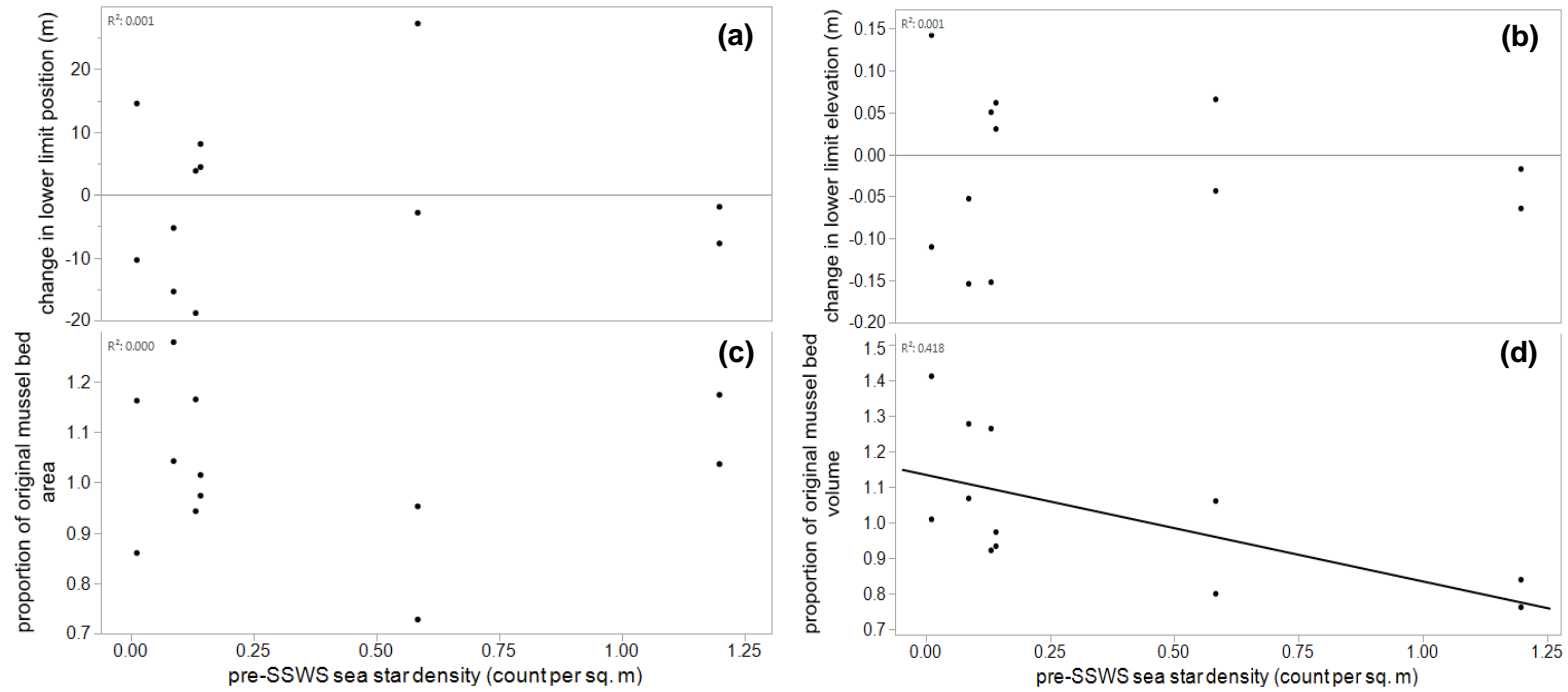 R²: 0.001
(a)
20
10
0
-10
-20
change in lower limit position (m)
R²: 0.001
(b)
0.15
0.10
0.05
0.00
-0.05
-0.10
-0.15
-0.20
change in lower limit elevation (m)
R²: 0.000
(c)
1.2
1.1
1.0
0.9
0.8
0.7
proportion of original mussel bed
area
0.00 0.25 0.50 0.75 1.00 1.25
pre-SSWS sea star density (count per sq. m)
R²: 0.418
(d)
1.5
1.4
1.3
1.2
1.1
1.0
0.9
0.8
0.7
proportion of original mussel bed
volume
0.00 0.25 0.50 0.75 1.00 1.25
pre-SSWS sea star density (count per sq. m)